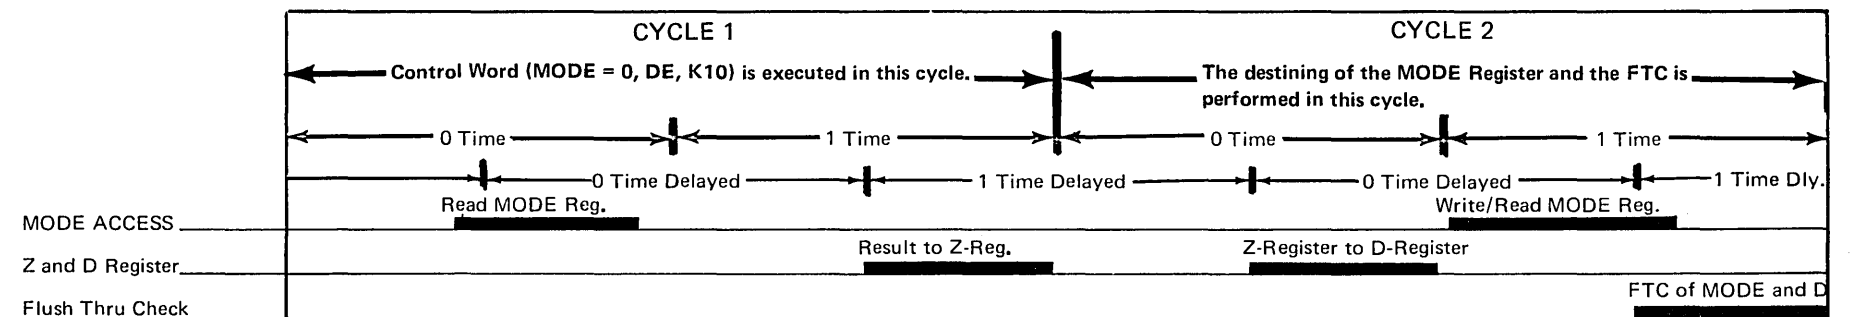 CYCLE 1
CYCLE 2
Control Word (MODE = 0, DE, K10) is executed in this cycle.
The destining of the MODE Register and the FTC is
performed in this cycle.
0 Time
1 Time
0 Time
1 Time
0 Time Delayed
1 Time Delayed
0 Time Delayed
1 Time Dly.
Read MODE Reg.
Write/Read MODE Reg.
MODE ACCESS
Result to Z-Reg.
Z-Register to D-Register
Z and D Register
FTC of MODE and D
Flush Thru Check